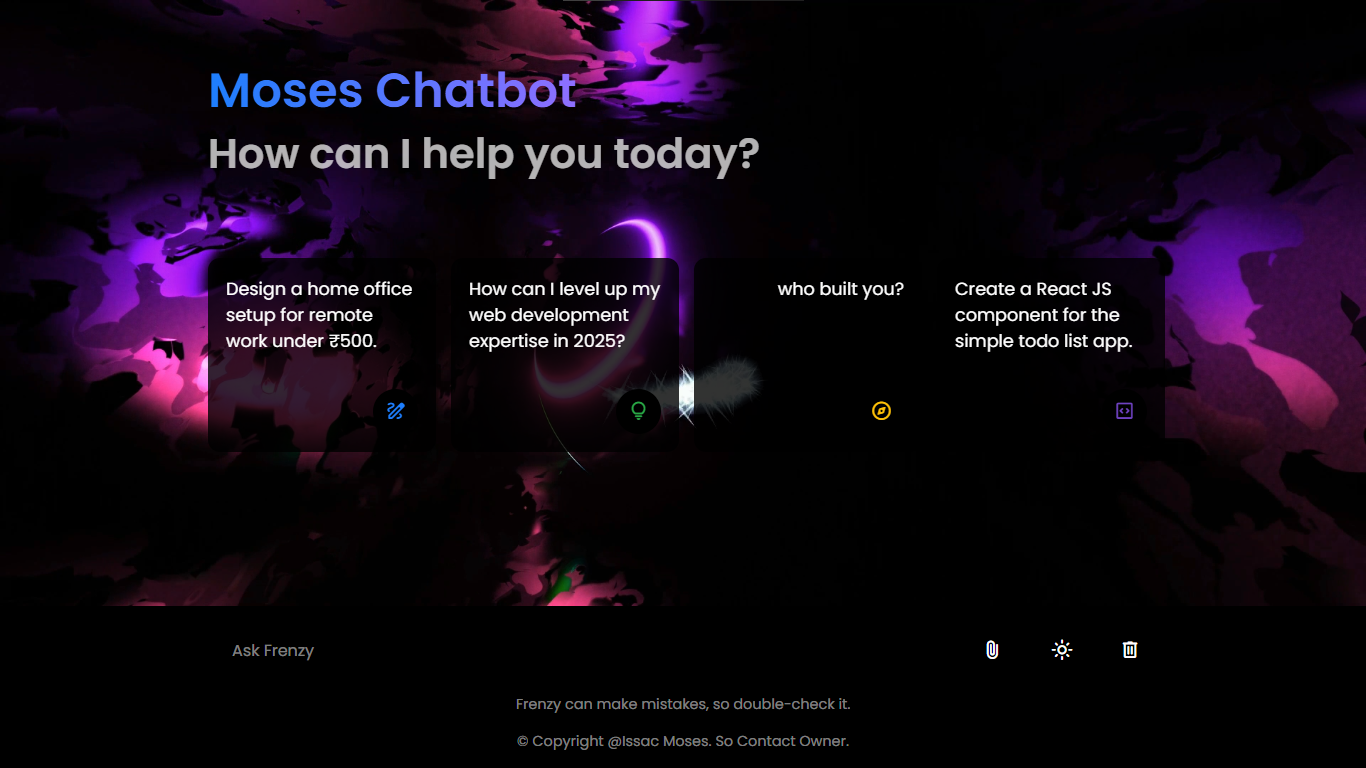 Moses Chatbot
How can I help you today?
Design a home office
setup for remote
work under ₹500.
How can I level up my
web development
expertise in 2025?
who built you?
Create a React JS
component for the
simple todo list app.
Ask Frenzy
Frenzy can make mistakes, so double-check it.
© Copyright @Issac Moses. So Contact Owner.